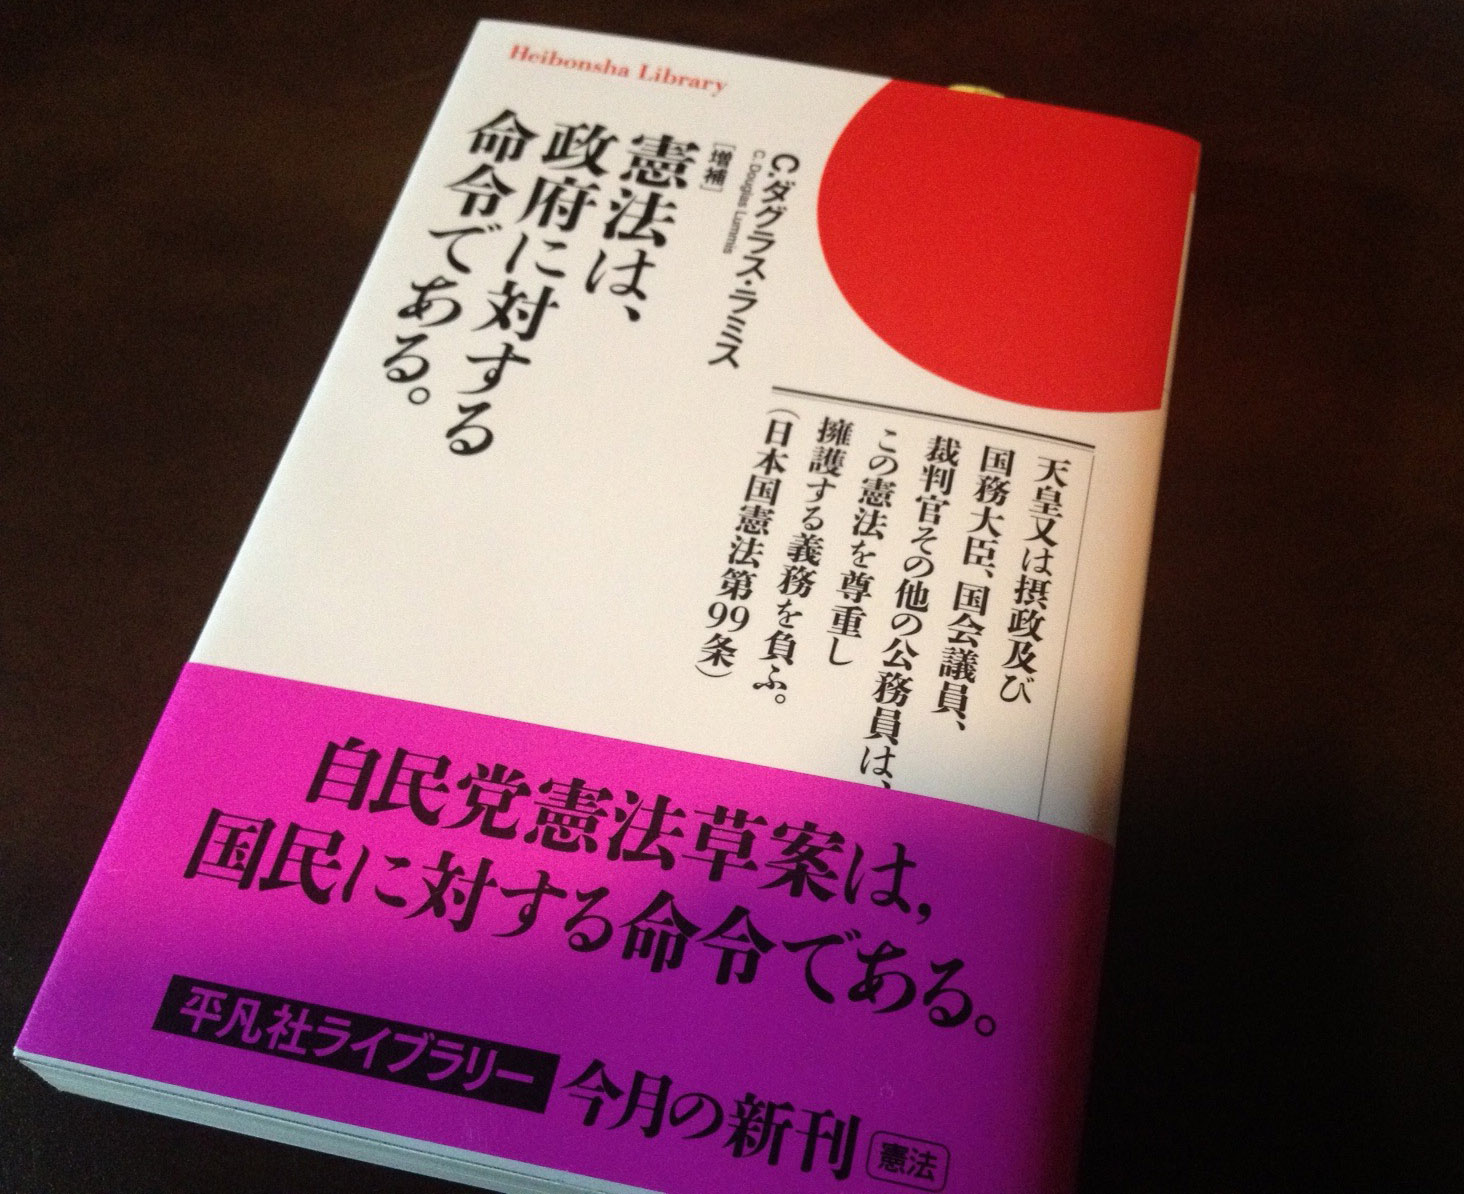 Heibonsha Library
C.ダグラス・ラミス
C. Douglas Lummis
[増補]
憲法は、
政府に対する
命令である。
天皇又は摂政及び
国務大臣、国会議員、
裁判官その他の公務員は、
この憲法を尊重し
擁護する義務を負ふ。
(日本国憲法第99条)
自民党憲法草案は,
国民に対する命令である。
平凡社ライブラリー 今月の新刊 憲法